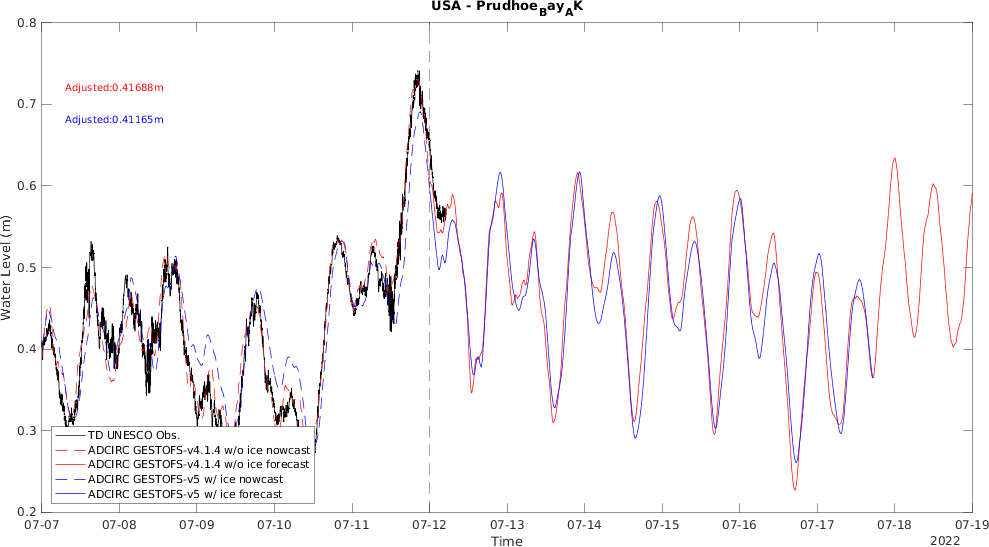 USA - Prudhoe_Bay_AK
0.8
0.7
0.6
0.5
0.4
0.3
0.2
Water Level (m)
Adjusted:0.41688m
Adjusted:0.41165m
TD UNESCO Obs.
ADCIRC GESTOFS-v4.1.4 w/o ice nowcast
ADCIRC GESTOFS-v4.1.4 w/o ice forecast
ADCIRC GESTOFS-v5 w/ ice nowcast
ADCIRC GESTOFS-v5 w/ ice forecast
07-07 07-08 07-09 07-10 07-11 07-12 07-13 07-14 07-15 07-16 07-17 07-18 07-19
Time
2022